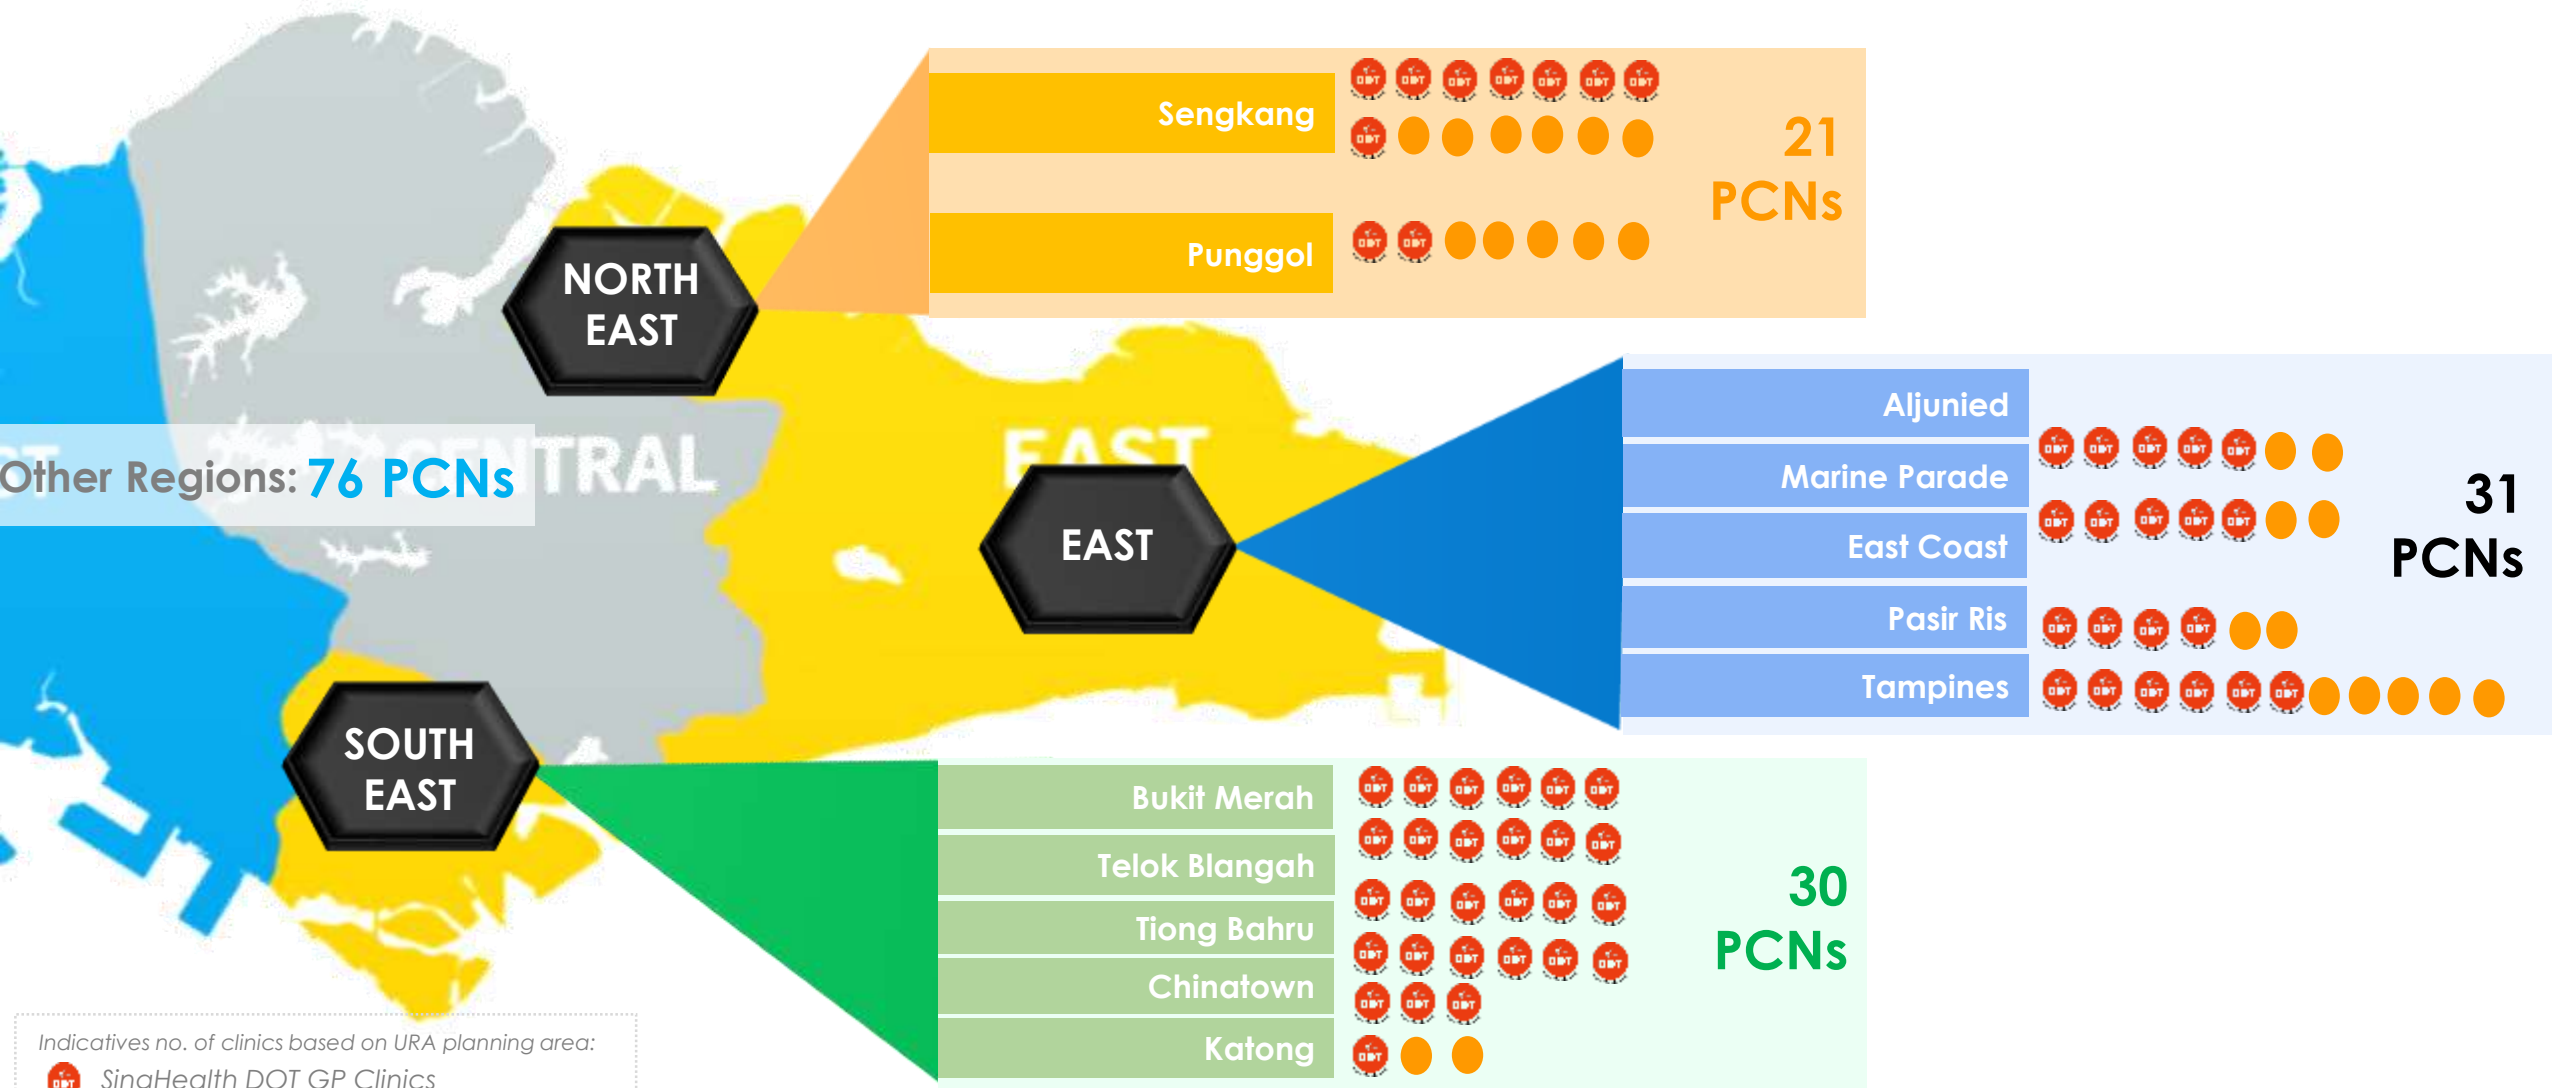 Sengkang
21
PCNs
Punggol
NORTH
EAST
Aljunied
CENTRAL
EAST
Other Regions: 76 PCNs
Marine Parade
31
PCNs
EAST
East Coast
Pasir Ris
Tampines
SOUTH
EAST
Bukit Merah
Telok Blangah
30
PCNs
Tiong Bahru
Chinatown
Katong
Indicatives no. of clinics based on URA planning area:
SingHealth DOT GP Clinics